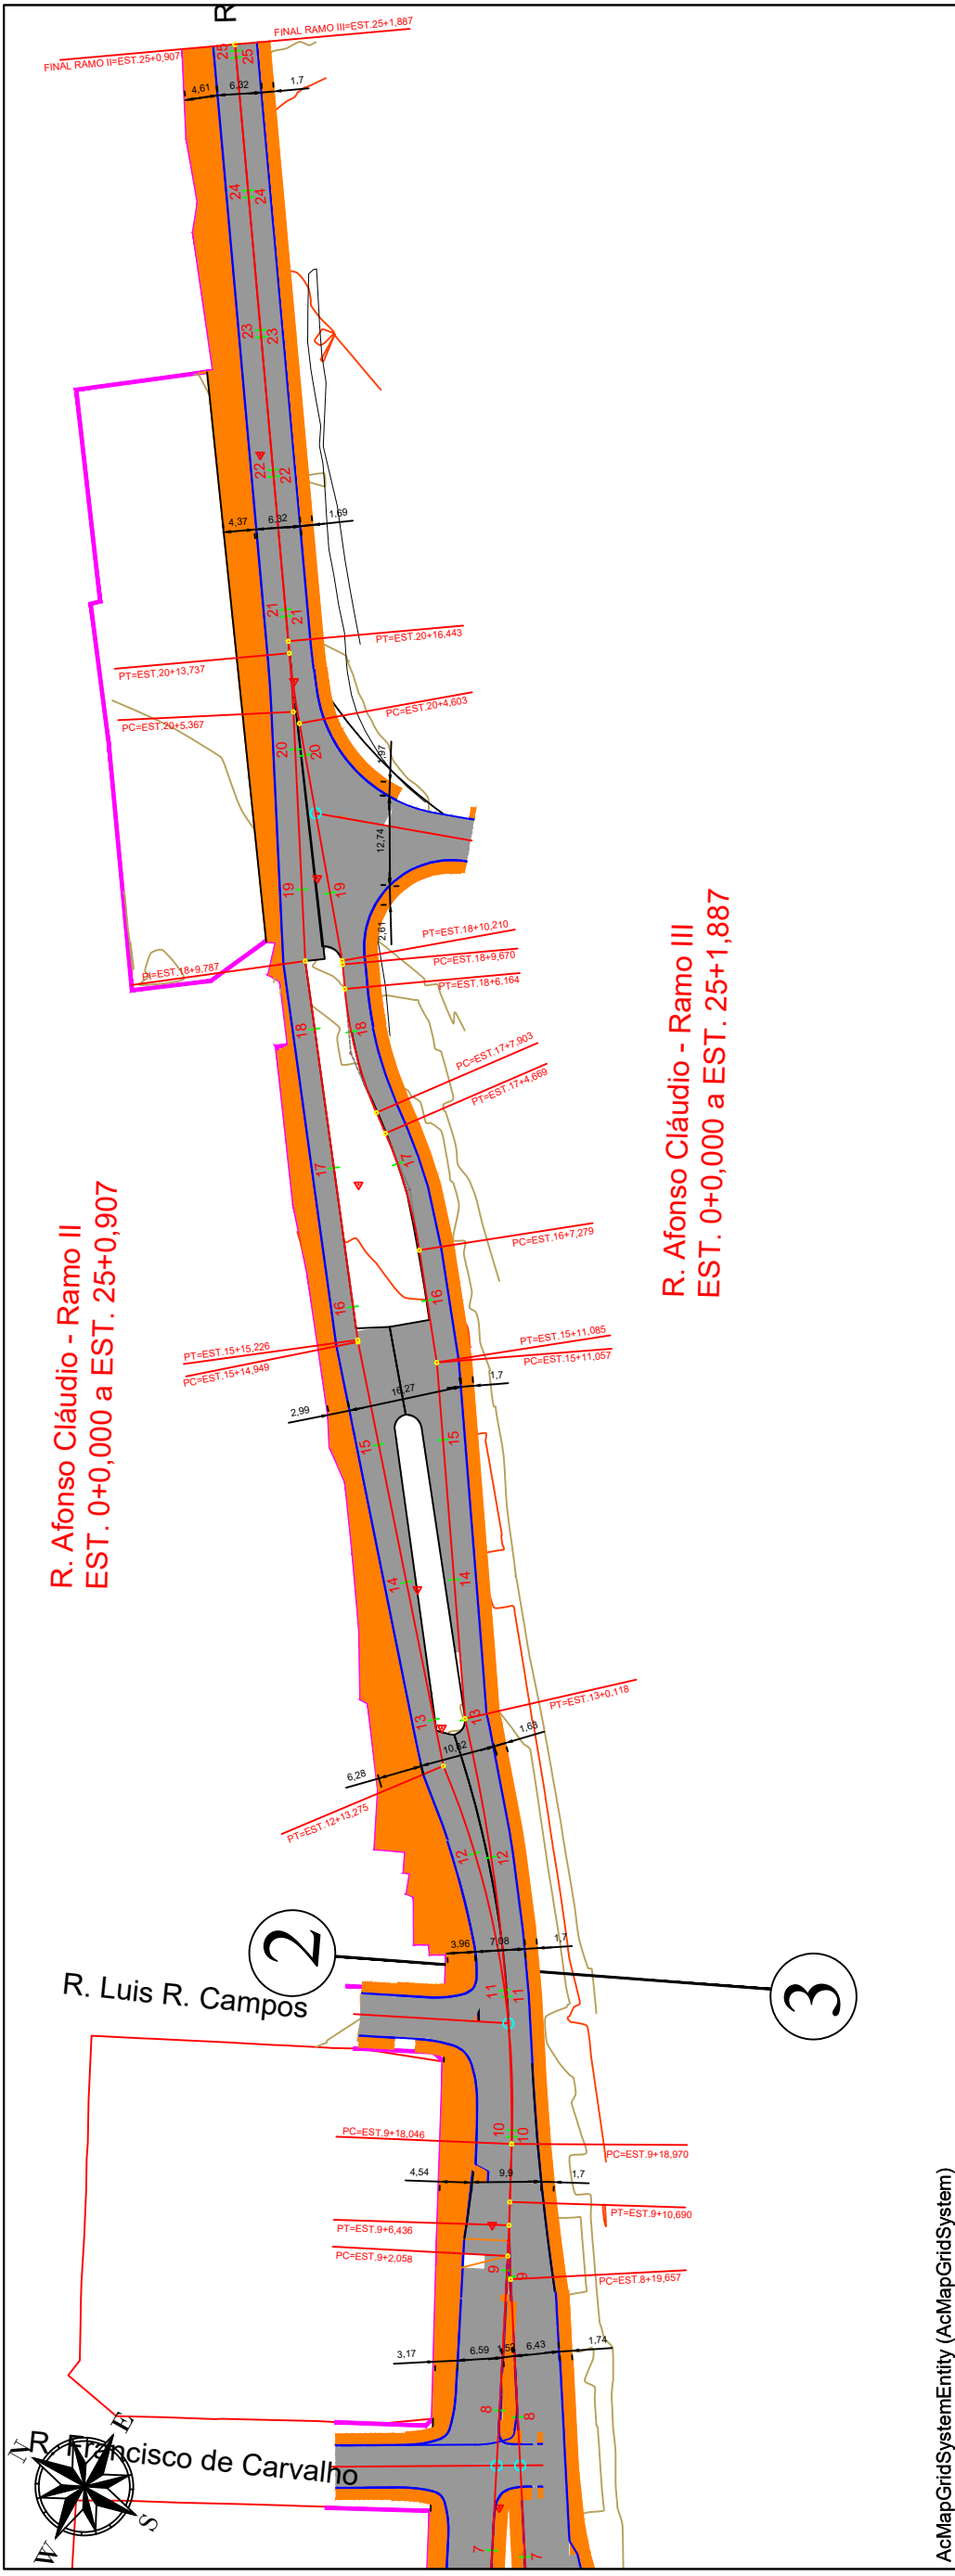 R
FINAL RAMO III=EST.25+1,887
FINAL RAMO II=EST.25+0,907
25
25
4,61
6,32
1,7
24
24
23
23
22
22
4,37
6,32
1,69
21
21
PT=EST.20+16,443
PT=EST.20+13,737
PC=EST.20+4,603
PC=EST.20+5,367
20
20
12,74
19
19
2,61
PT=EST.18+10,210
PC=EST.18+9,670
PT=EST.18+6,164
PI=EST.18+9,787
18
18
PC=EST.17+7,903
PT=EST.17+4,669
17
17
PC=EST.16+7,279
16
16
R. Afonso Cláudio - Ramo II
EST. 0+0,000 a EST. 25+0,907
R. Afonso Cláudio - Ramo III
EST. 0+0,000 a EST. 25+1,887
PT=EST.15+15,226
PC=EST.15+14,949
PT=EST.15+11,085
PC=EST.15+11,057
2,99
16,27
1,7
15
15
14
14
13
13
PT=EST.13+0,118
6,28
1,63
PT=EST.12+13,275
12
12
2
3,96
7,08
1,7
3
R. Luis R. Campos
11
11
10
10
PC=EST.9+18,046
PC=EST.9+18,970
4,54
9,9
1,7
PT=EST.9+10,690
PT=EST.9+6,436
PC=EST.9+2,058
PC=EST.8+19,657
9
9
3,17
6,59
6,43
1,74
8
8
R. Francisco de Carvalho
N
E
S
W
7
7
AcMapGridSystemEntity (AcMapGridSystem)